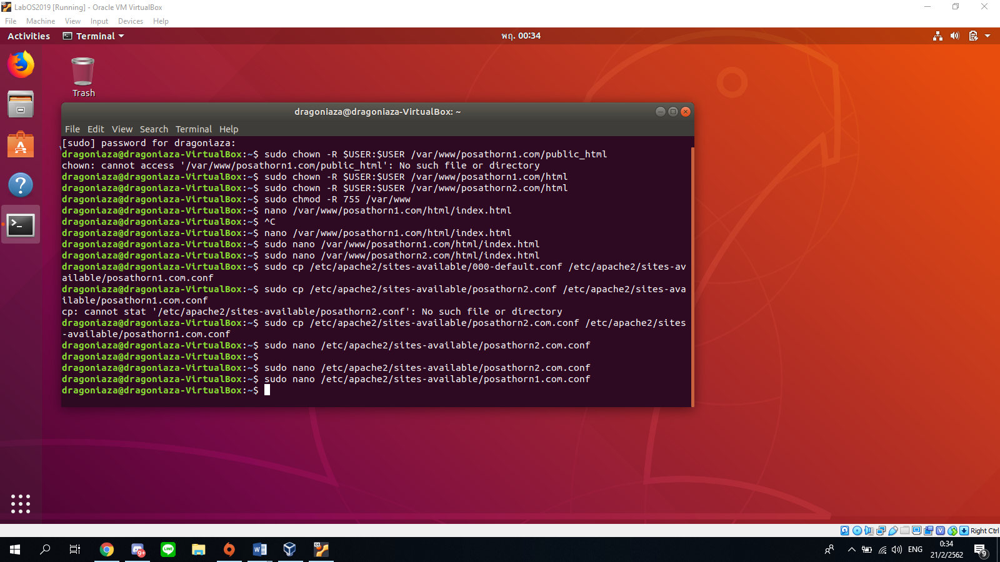 LabOS2019 [Running] - Oracle VM VirtualBox
File Machine View Input Devices Help
Activities Terminal พฤ. 00:34
Trash
dragoniaza@dragoniaza-VirtualBox: ~
File Edit View Search Terminal Help
[sudo] password for dragoniaza:
dragoniaza@dragoniaza-VirtualBox:~$ sudo chown -R $USER:$USER /var/www/posathorn1.com/public_html
chown: cannot access '/var/www/posathorn1.com/public_html': No such file or directory
dragoniaza@dragoniaza-VirtualBox:~$ sudo chown -R $USER:$USER /var/www/posathorn1.com/html
dragoniaza@dragoniaza-VirtualBox:~$ sudo chown -R $USER:$USER /var/www/posathorn2.com/html
dragoniaza@dragoniaza-VirtualBox:~$ sudo chmod -R 755 /var/www
dragoniaza@dragoniaza-VirtualBox:~$ nano /var/www/posathorn1.com/html/index.html
dragoniaza@dragoniaza-VirtualBox:~$ ^C
dragoniaza@dragoniaza-VirtualBox:~$ nano /var/www/posathorn1.com/html/index.html
dragoniaza@dragoniaza-VirtualBox:~$ sudo nano /var/www/posathorn1.com/html/index.html
dragoniaza@dragoniaza-VirtualBox:~$ sudo nano /var/www/posathorn2.com/html/index.html
dragoniaza@dragoniaza-VirtualBox:~$ sudo cp /etc/apache2/sites-available/000-default.conf /etc/apache2/sites-av
ailable/posathorn1.com.conf
dragoniaza@dragoniaza-VirtualBox:~$ sudo cp /etc/apache2/sites-available/posathorn2.conf /etc/apache2/sites-ava
ilable/posathorn1.com.conf
cp: cannot stat '/etc/apache2/sites-available/posathorn2.conf': No such file or directory
dragoniaza@dragoniaza-VirtualBox:~$ sudo cp /etc/apache2/sites-available/posathorn2.com.conf /etc/apache2/sites
-available/posathorn1.com.conf
dragoniaza@dragoniaza-VirtualBox:~$ sudo nano /etc/apache2/sites-available/posathorn2.com.conf
dragoniaza@dragoniaza-VirtualBox:~$
dragoniaza@dragoniaza-VirtualBox:~$ sudo nano /etc/apache2/sites-available/posathorn2.com.conf
dragoniaza@dragoniaza-VirtualBox:~$ sudo nano /etc/apache2/sites-available/posathorn1.com.conf
dragoniaza@dragoniaza-VirtualBox:~$
Right Ctrl
9+
ENG
0:34
21/2/2562
9